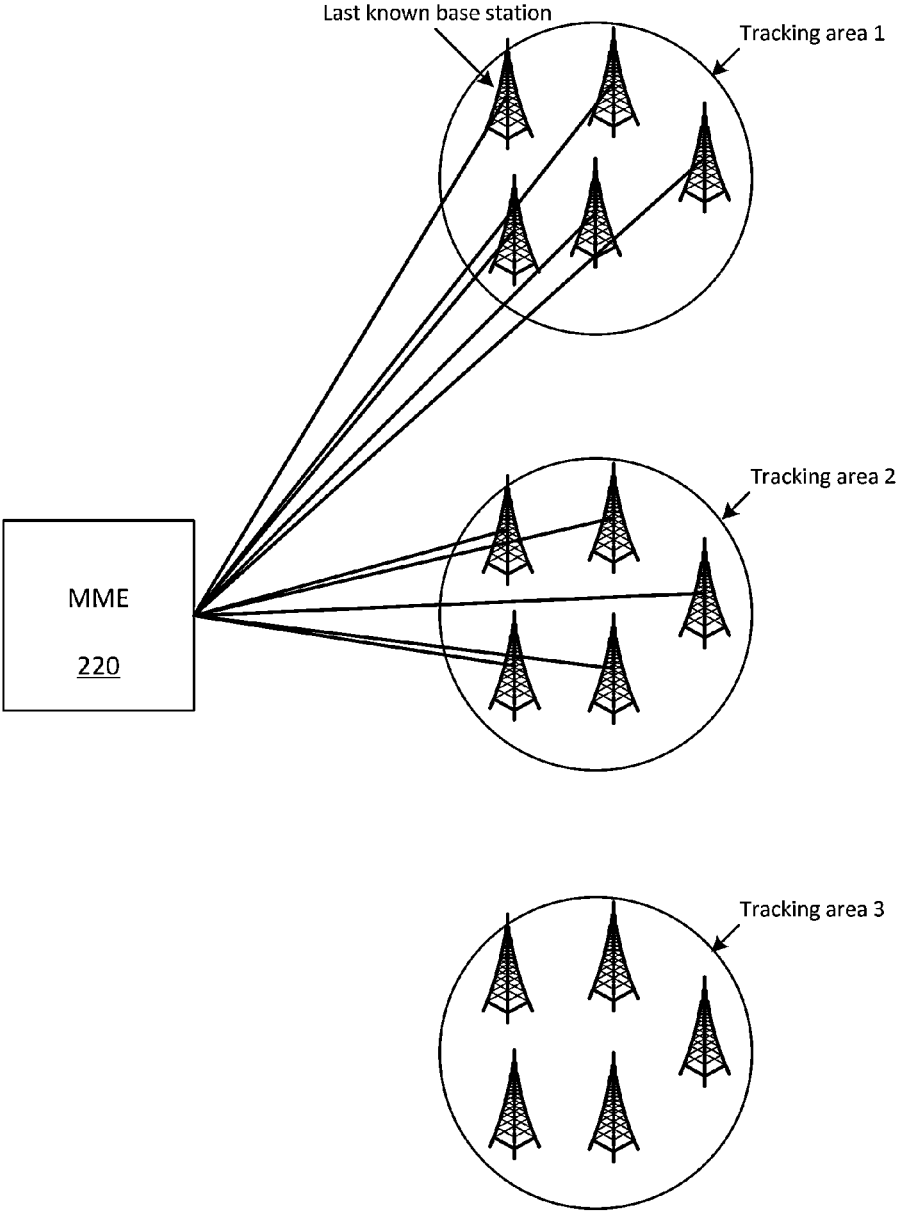 Last known base station
Tracking area 1
Tracking area 2
MME
220
Tracking area 3